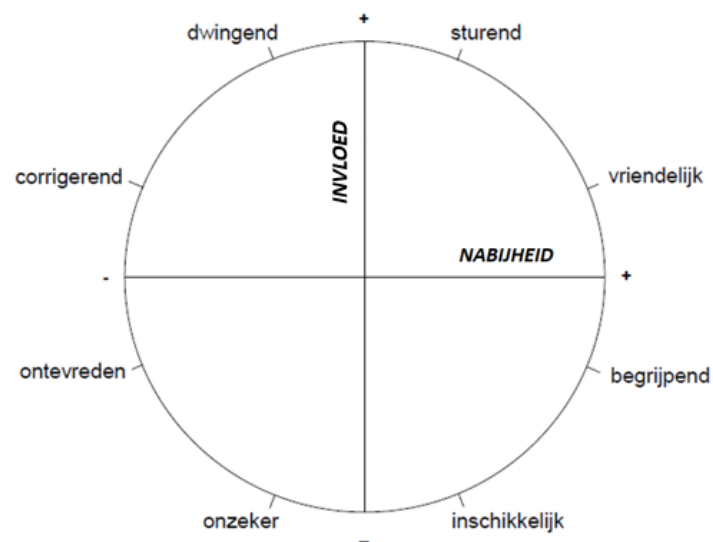 +
dwingend
sturend
INVLOED
corrigerend
vriendelijk
NABIJHEID
-
+
ontevreden
begrijpend
onzeker
inschikkelijk
-